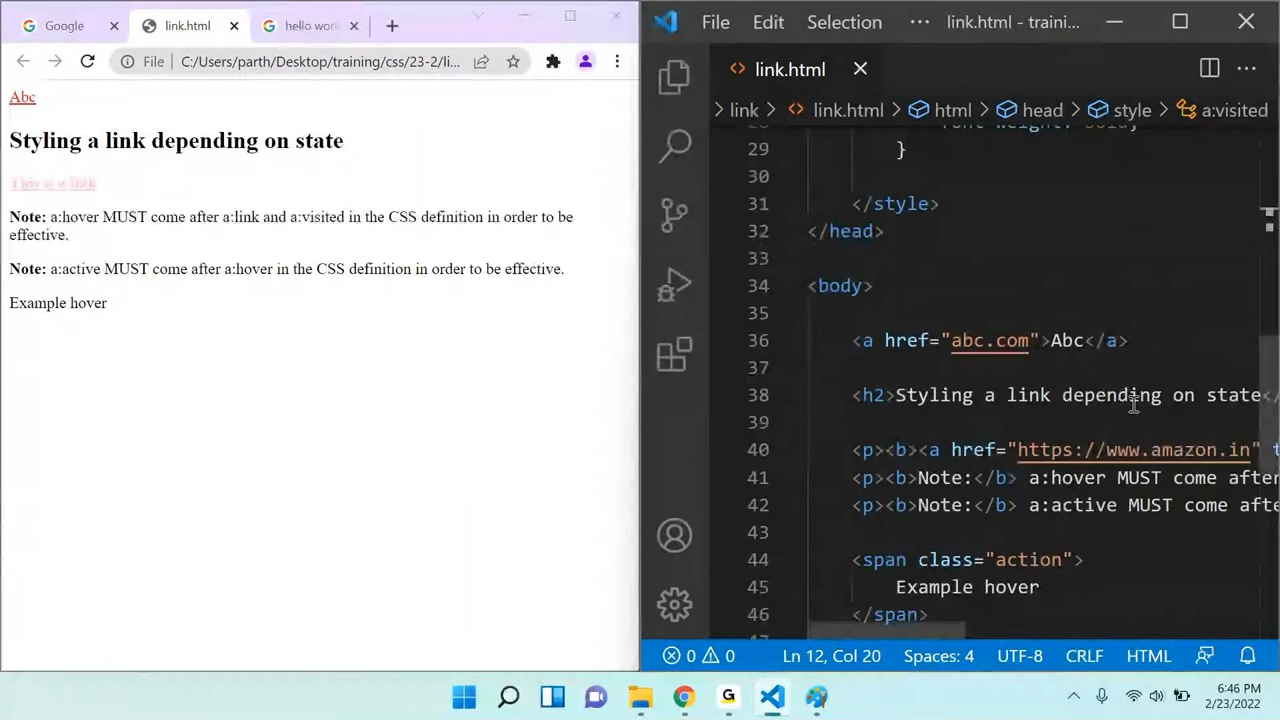 Google
link.html
hello worl
File C:/Users/parth/Desktop/training/css/23-2/li...
Abc
Styling a link depending on state
This is a link
Note: a:hover MUST come after a:link and a:visited in the CSS definition in order to be
effective.
Note: a:active MUST come after a:hover in the CSS definition in order to be effective.
Example hover
File Edit Selection ··· link.html - traini...
link.html
link > link.html > html > head > style > a:visited
29 }
30
31 </style>
32 </head>
33
34 <body>
35
36 <a href="abc.com">Abc</a>
37
38 <h2>Styling a link depending on state</
39
40 <p><b><a href="https://www.amazon.in" t
41 <p><b>Note:</b> a:hover MUST come after
42 <p><b>Note:</b> a:active MUST come afte
43
44 <span class="action">
45 Example hover
46 </span>
0 0 Ln 12, Col 20 Spaces: 4 UTF-8 CRLF HTML
G
6:46 PM
2/23/2022